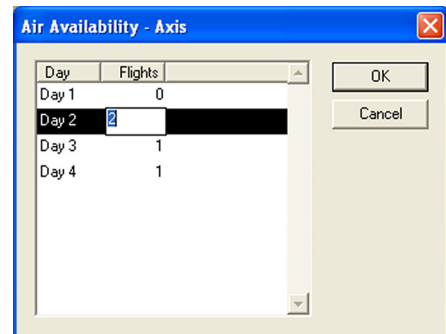 Air Availability - Axis
Day Flights
Day 1 0
Day 2 2
Day 3 1
Day 4 1
OK
Cancel